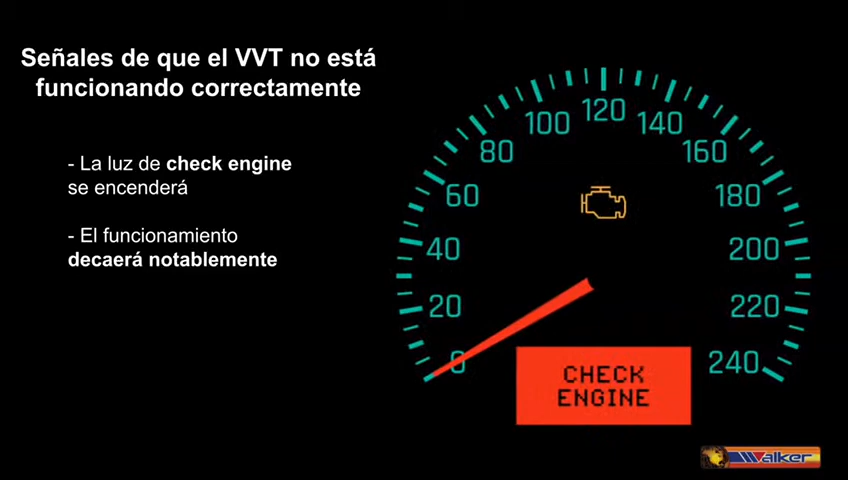 Señales de que el VVT no está
funcionando correctamente
- La luz de check engine
se encenderá
- El funcionamiento
decaerá notablemente
0
20
40
60
80
100
120
140
160
180
200
220
240
CHECK
ENGINE
Walker